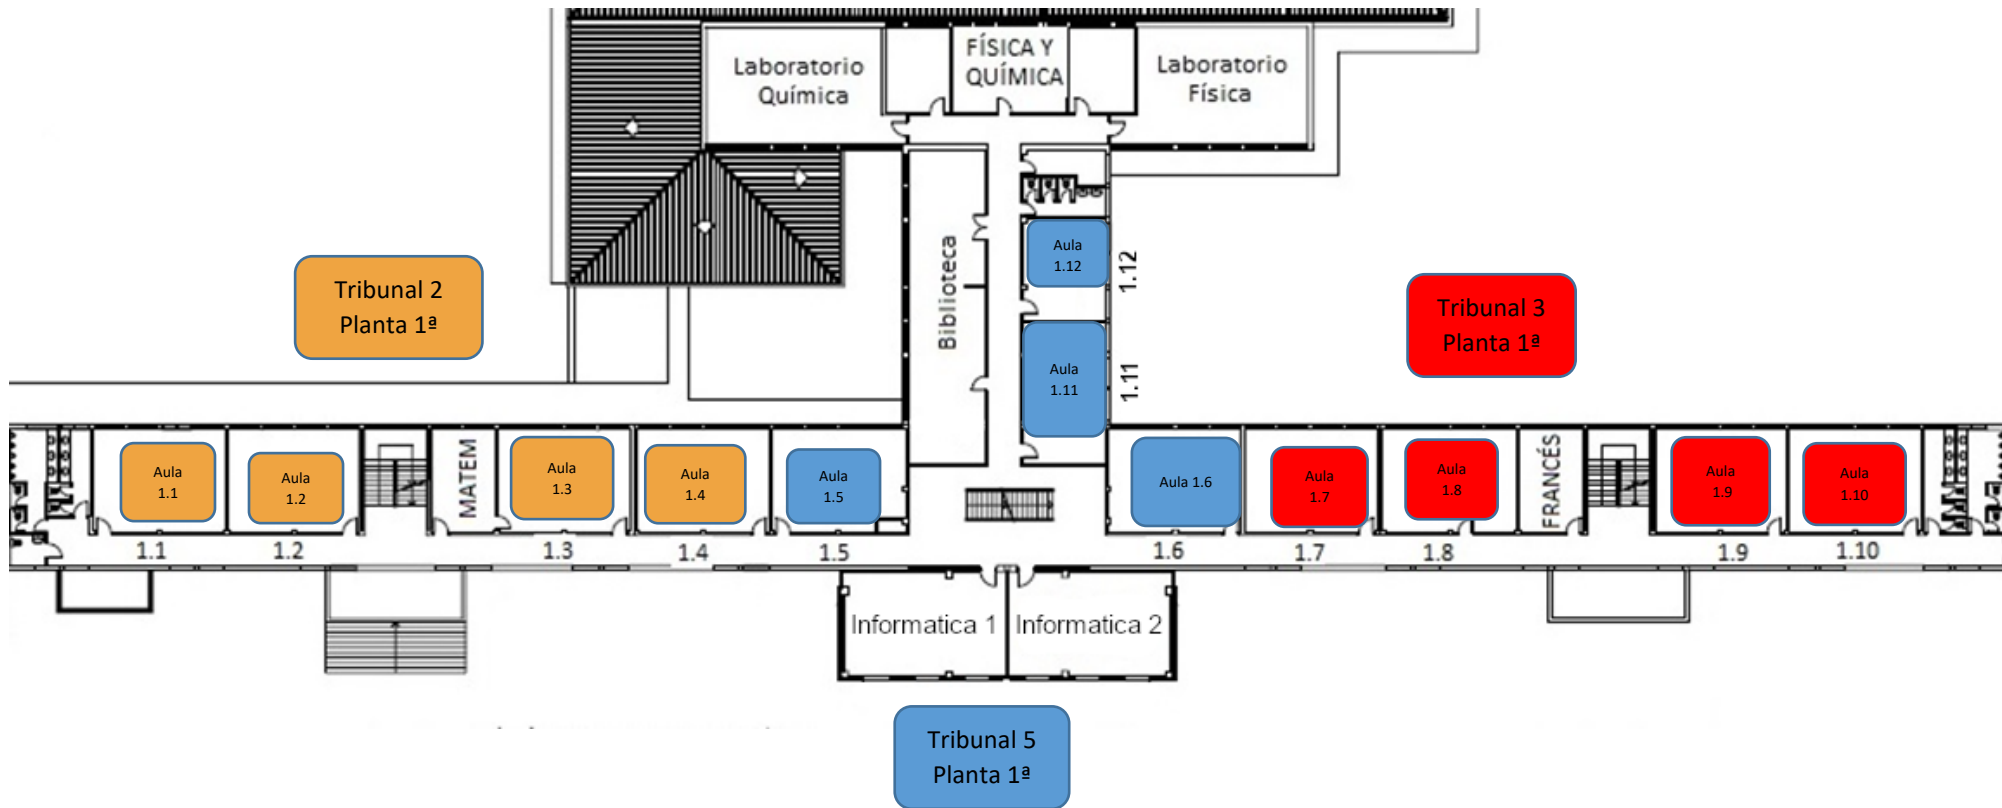 Laboratorio
Química
FÍSICA Y
QUÍMICA
Laboratorio
Física
Biblioteca
Aula
1.12
1.12
Aula
1.11
1.11
Tribunal 2
Planta 1ª
Tribunal 3
Planta 1ª
Aula
1.1
Aula
1.2
MATEM
Aula
1.3
Aula
1.4
Aula
1.5
Aula 1.6
Aula
1.7
Aula
1.8
FRANCÉS
Aula
1.9
Aula
1.10
1.1
1.2
1.3
1.4
1.5
1.6
1.7
1.8
1.9
1.10
Informatica 1
Informatica 2
Tribunal 5
Planta 1ª